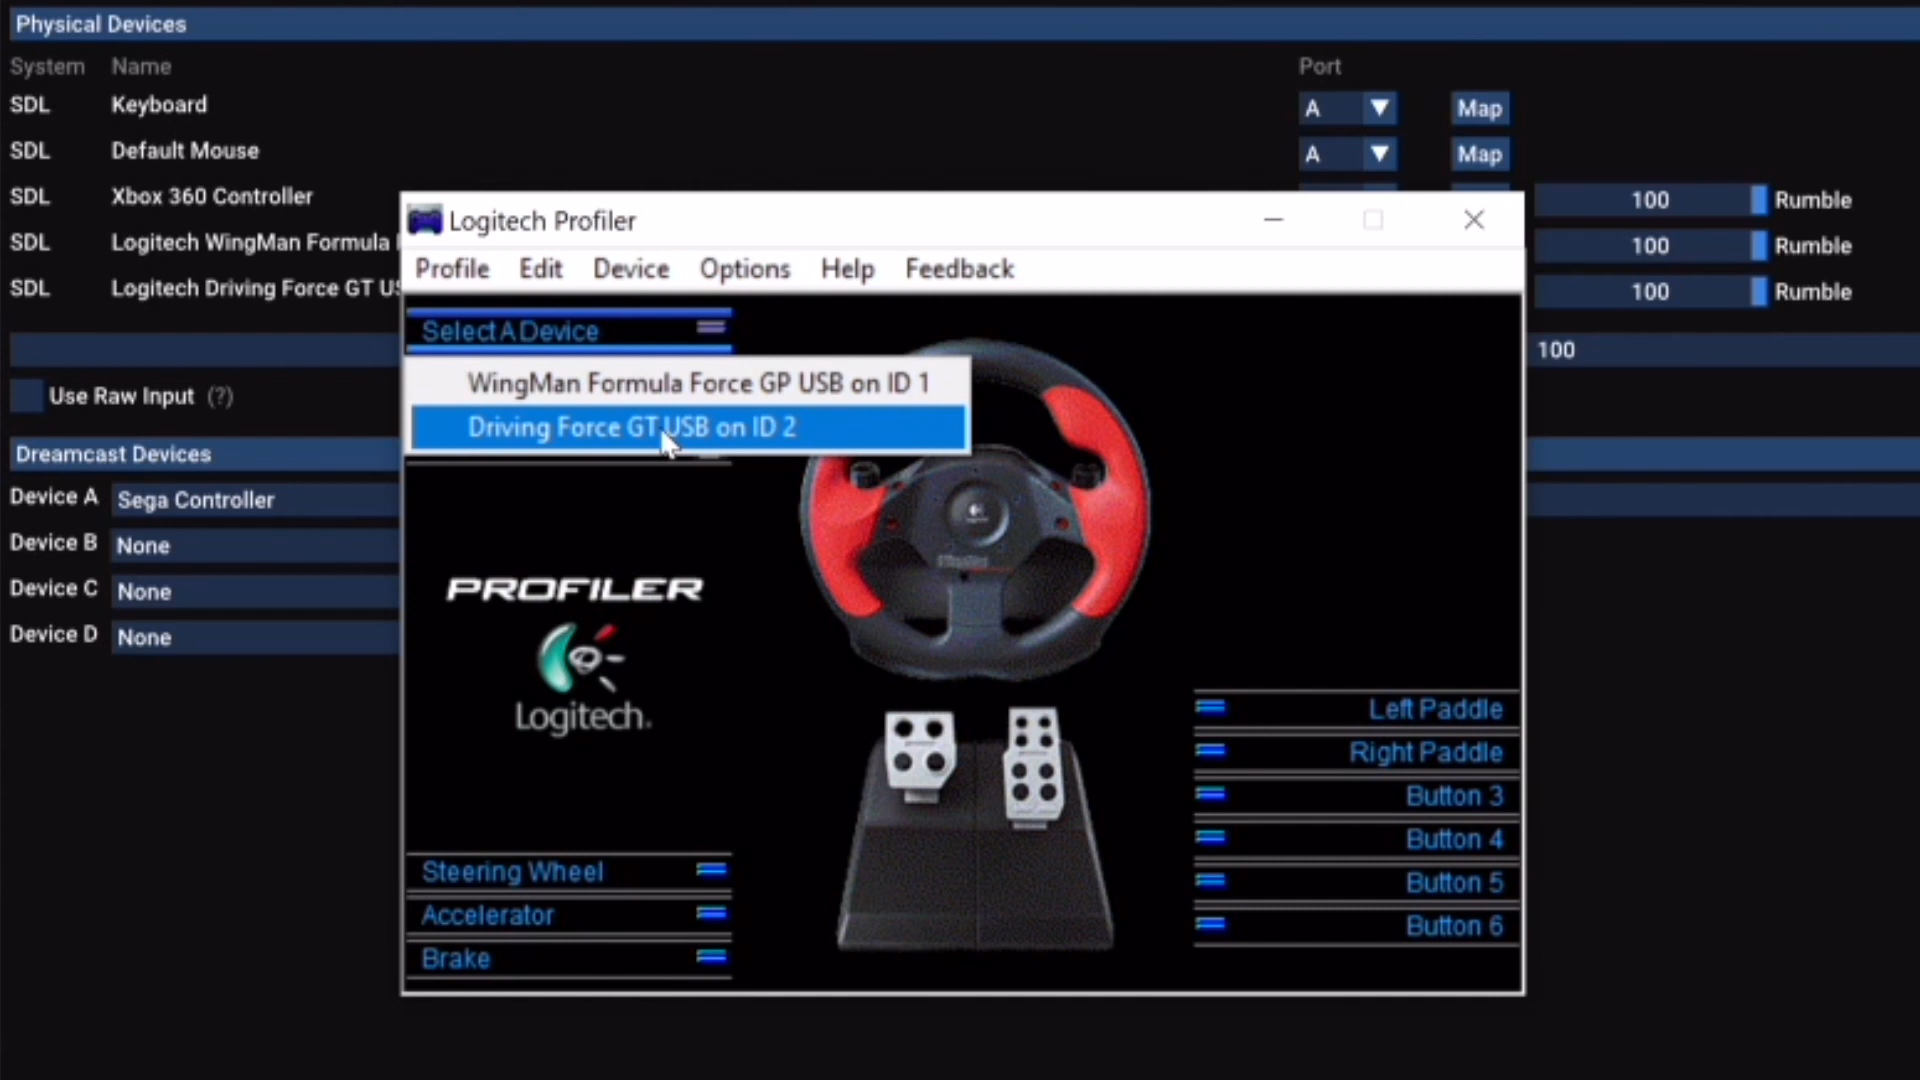 Physical Devices
System Name Port
SDL Keyboard A Map
SDL Default Mouse A Map
SDL Xbox 360 Controller 100 Rumble
SDL Logitech WingMan Formula 100 Rumble
SDL Logitech Driving Force GT US 100 Rumble
100
Use Raw Input (?)
Dreamcast Devices
Device A Sega Controller
Device B None
Device C None
Device D None
Logitech Profiler
Profile Edit Device Options Help Feedback
Select A Device
WingMan Formula Force GP USB on ID 1
Driving Force GT USB on ID 2
PROFILER
Logitech.
Steering Wheel
Accelerator
Brake
Left Paddle
Right Paddle
Button 3
Button 4
Button 5
Button 6